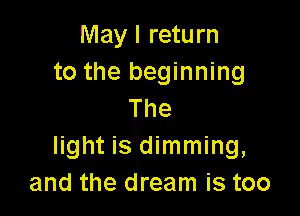 May I return
to the beginning
The
light is dimming,
and the dream is too